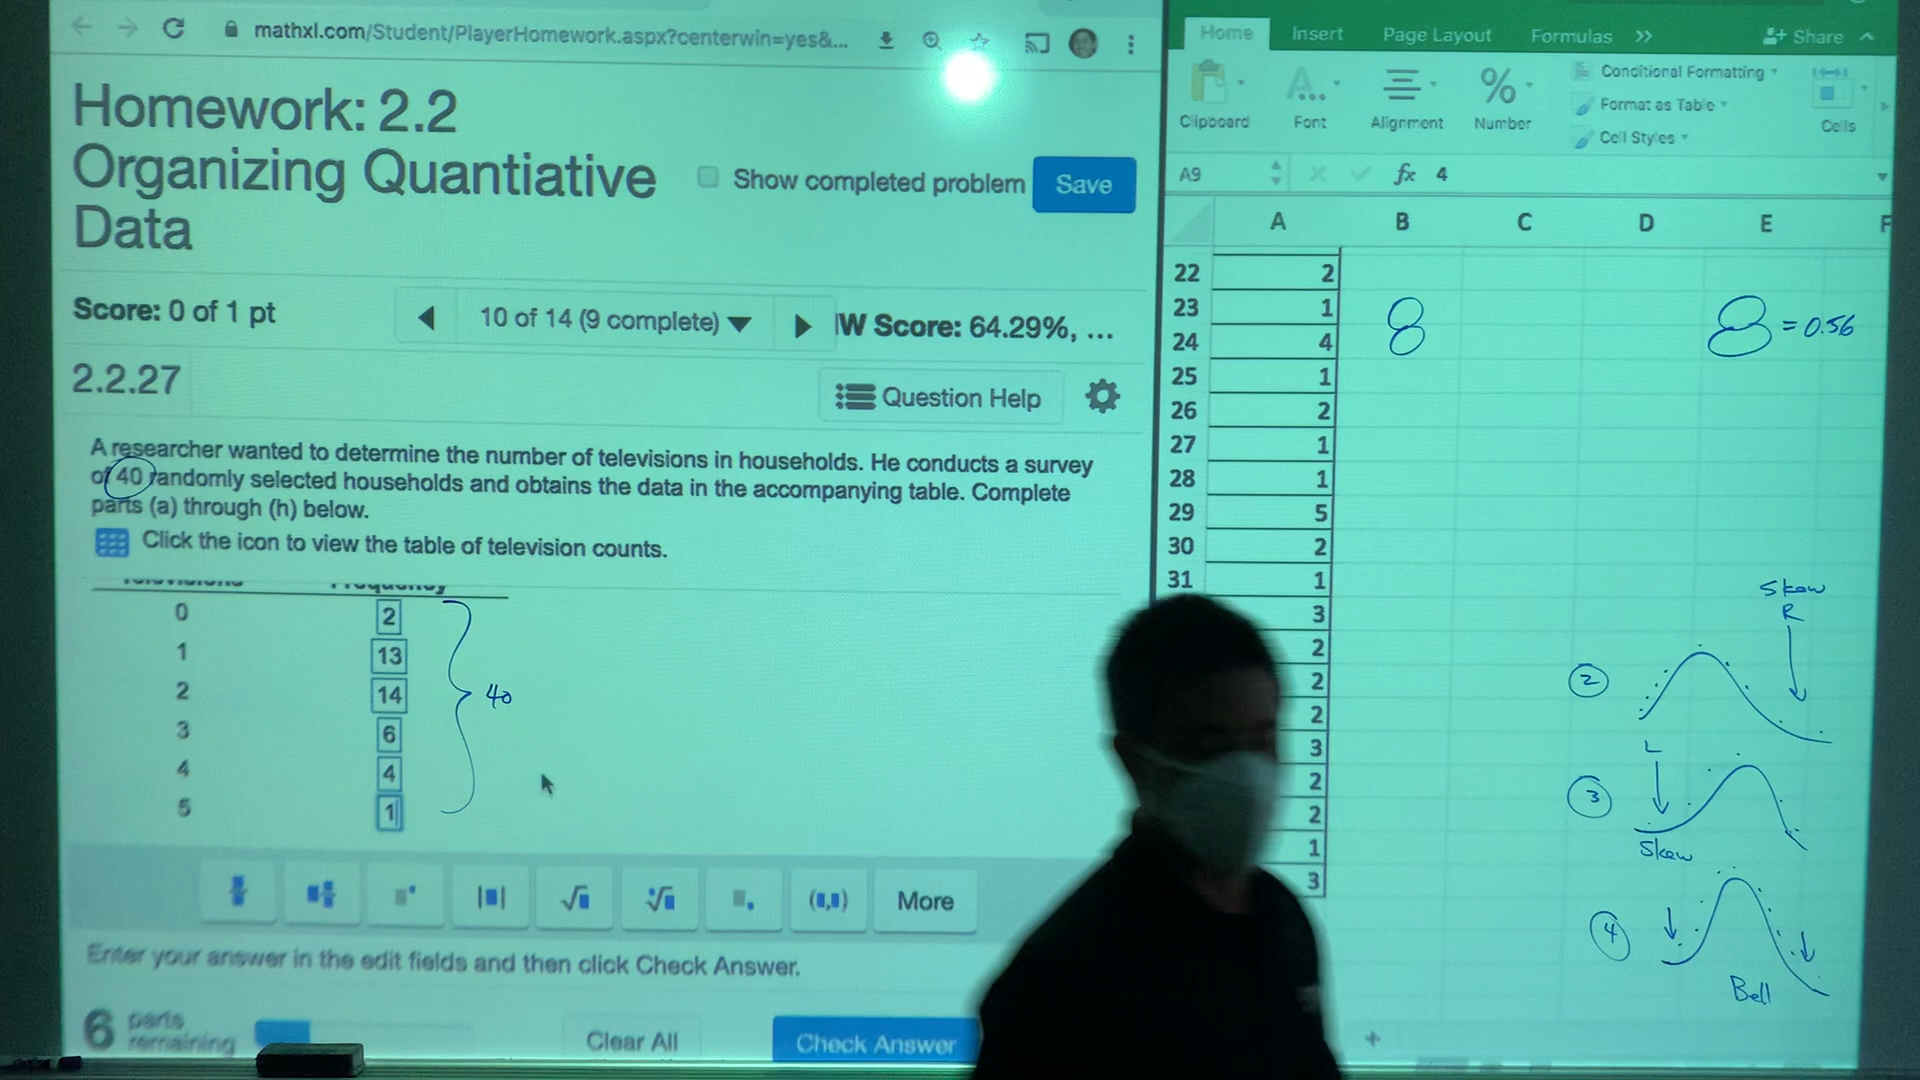 mathxl.com/Student/PlayerHomework.aspx?centerwin=yes&...
Homework: 2.2
Organizing Quantiative
Data
Show completed problem
Save
Score: 0 of 1 pt
10 of 14 (9 complete)
W Score: 64.29%, ...
2.2.27
Question Help
A researcher wanted to determine the number of televisions in households. He conducts a survey
of 40 randomly selected households and obtains the data in the accompanying table. Complete
parts (a) through (h) below.
Click the icon to view the table of television counts.
Televisions Frequency
0 2
1 13
2 14
3 6
4 4
5 1
40
More
Enter your answer in the edit fields and then click Check Answer.
6 parts
remaining
Clear All
Check Answer
Home Insert Page Layout Formulas >> Share
Clipboard
Font
Alignment
%
Number
Conditional Formatting
Format as Table
Cell Styles
Cells
A9 fx 4
A B C D E F
22 2
23 1
24 4
25 1
26 2
27 1
28 1
29 5
30 2
31 1
3
2
2
2
3
2
2
1
3
8
8 = 0.56
Skew
R
2
L
3
Skew
4
Bell